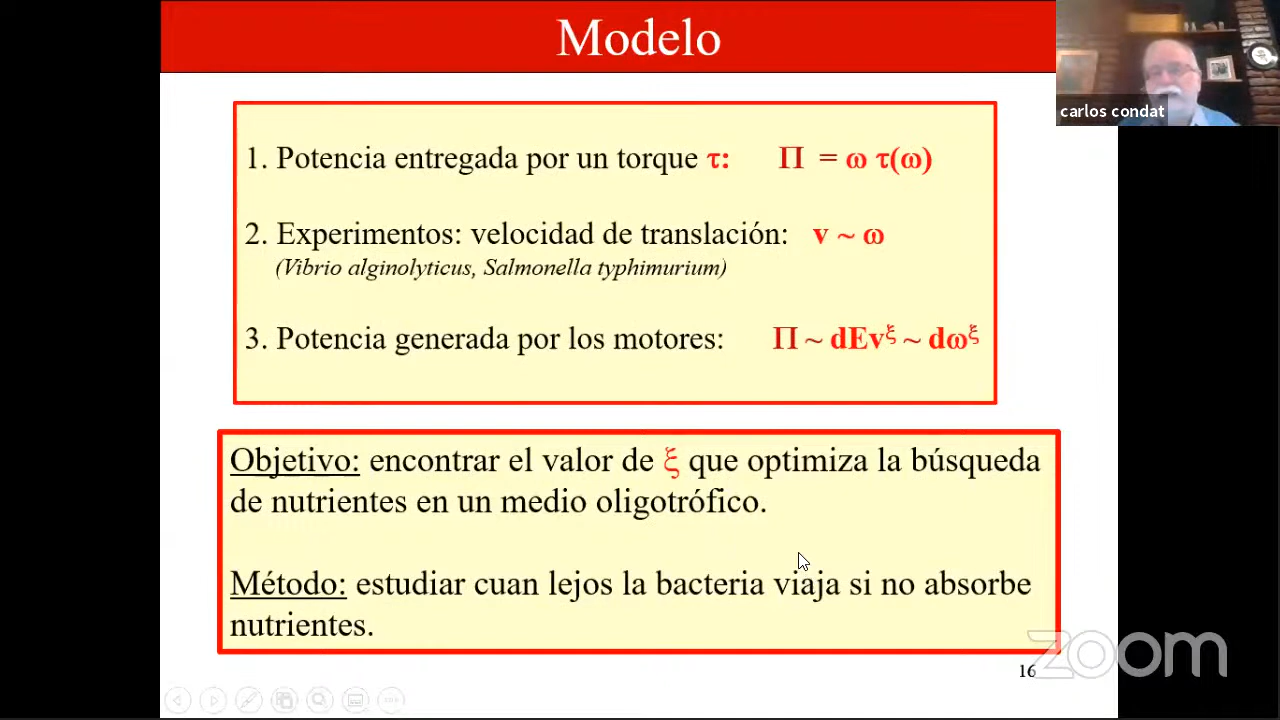 Modelo
carlos condat
1. Potencia entregada por un torque τ: Π = ω τ(ω)
2. Experimentos: velocidad de translación: v ~ ω
(Vibrio alginolyticus, Salmonella typhimurium)
3. Potencia generada por los motores: Π ~ dEv^ξ ~ dω^ξ
Objetivo: encontrar el valor de ξ que optimiza la búsqueda
de nutrientes en un medio oligotrófico.
Método: estudiar cuan lejos la bacteria viaja si no absorbe
nutrientes.
16
zoom